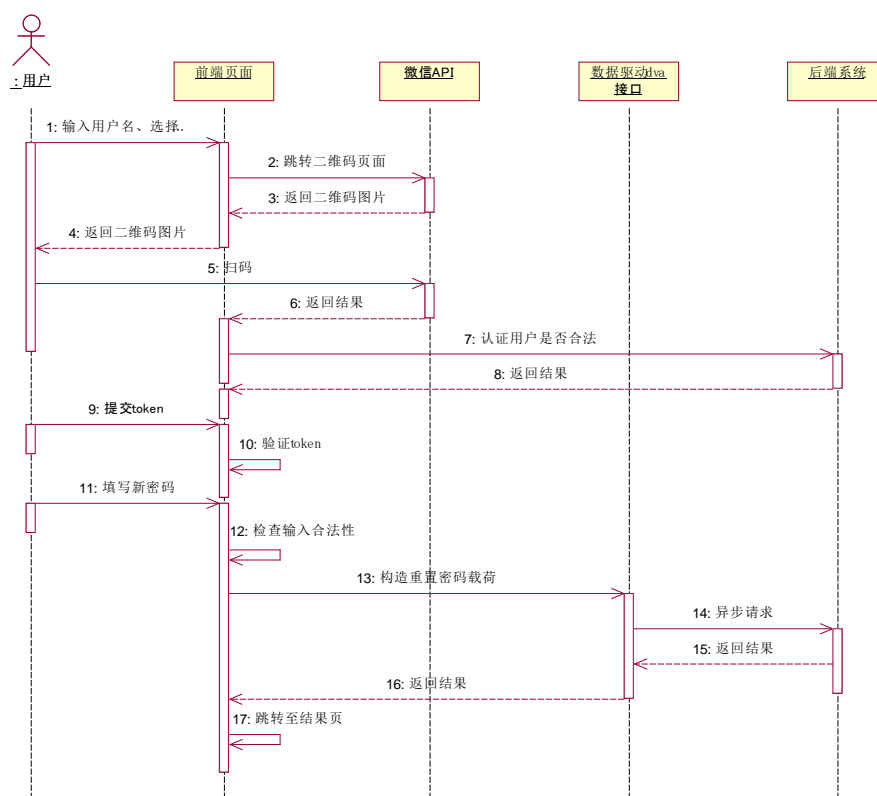 : 用户
前端页面
微信API
数据驱动dva
接口
后端系统
1: 输入用户名、选择..
2: 跳转二维码页面
3: 返回二维码图片
4: 返回二维码图片
5: 扫码
6: 返回结果
7: 认证用户是否合法
8: 返回结果
9: 提交token
10: 验证token
11: 填写新密码
12: 检查输入合法性
13: 构造重置密码载荷
14: 异步请求
15: 返回结果
16: 返回结果
17: 跳转至结果页